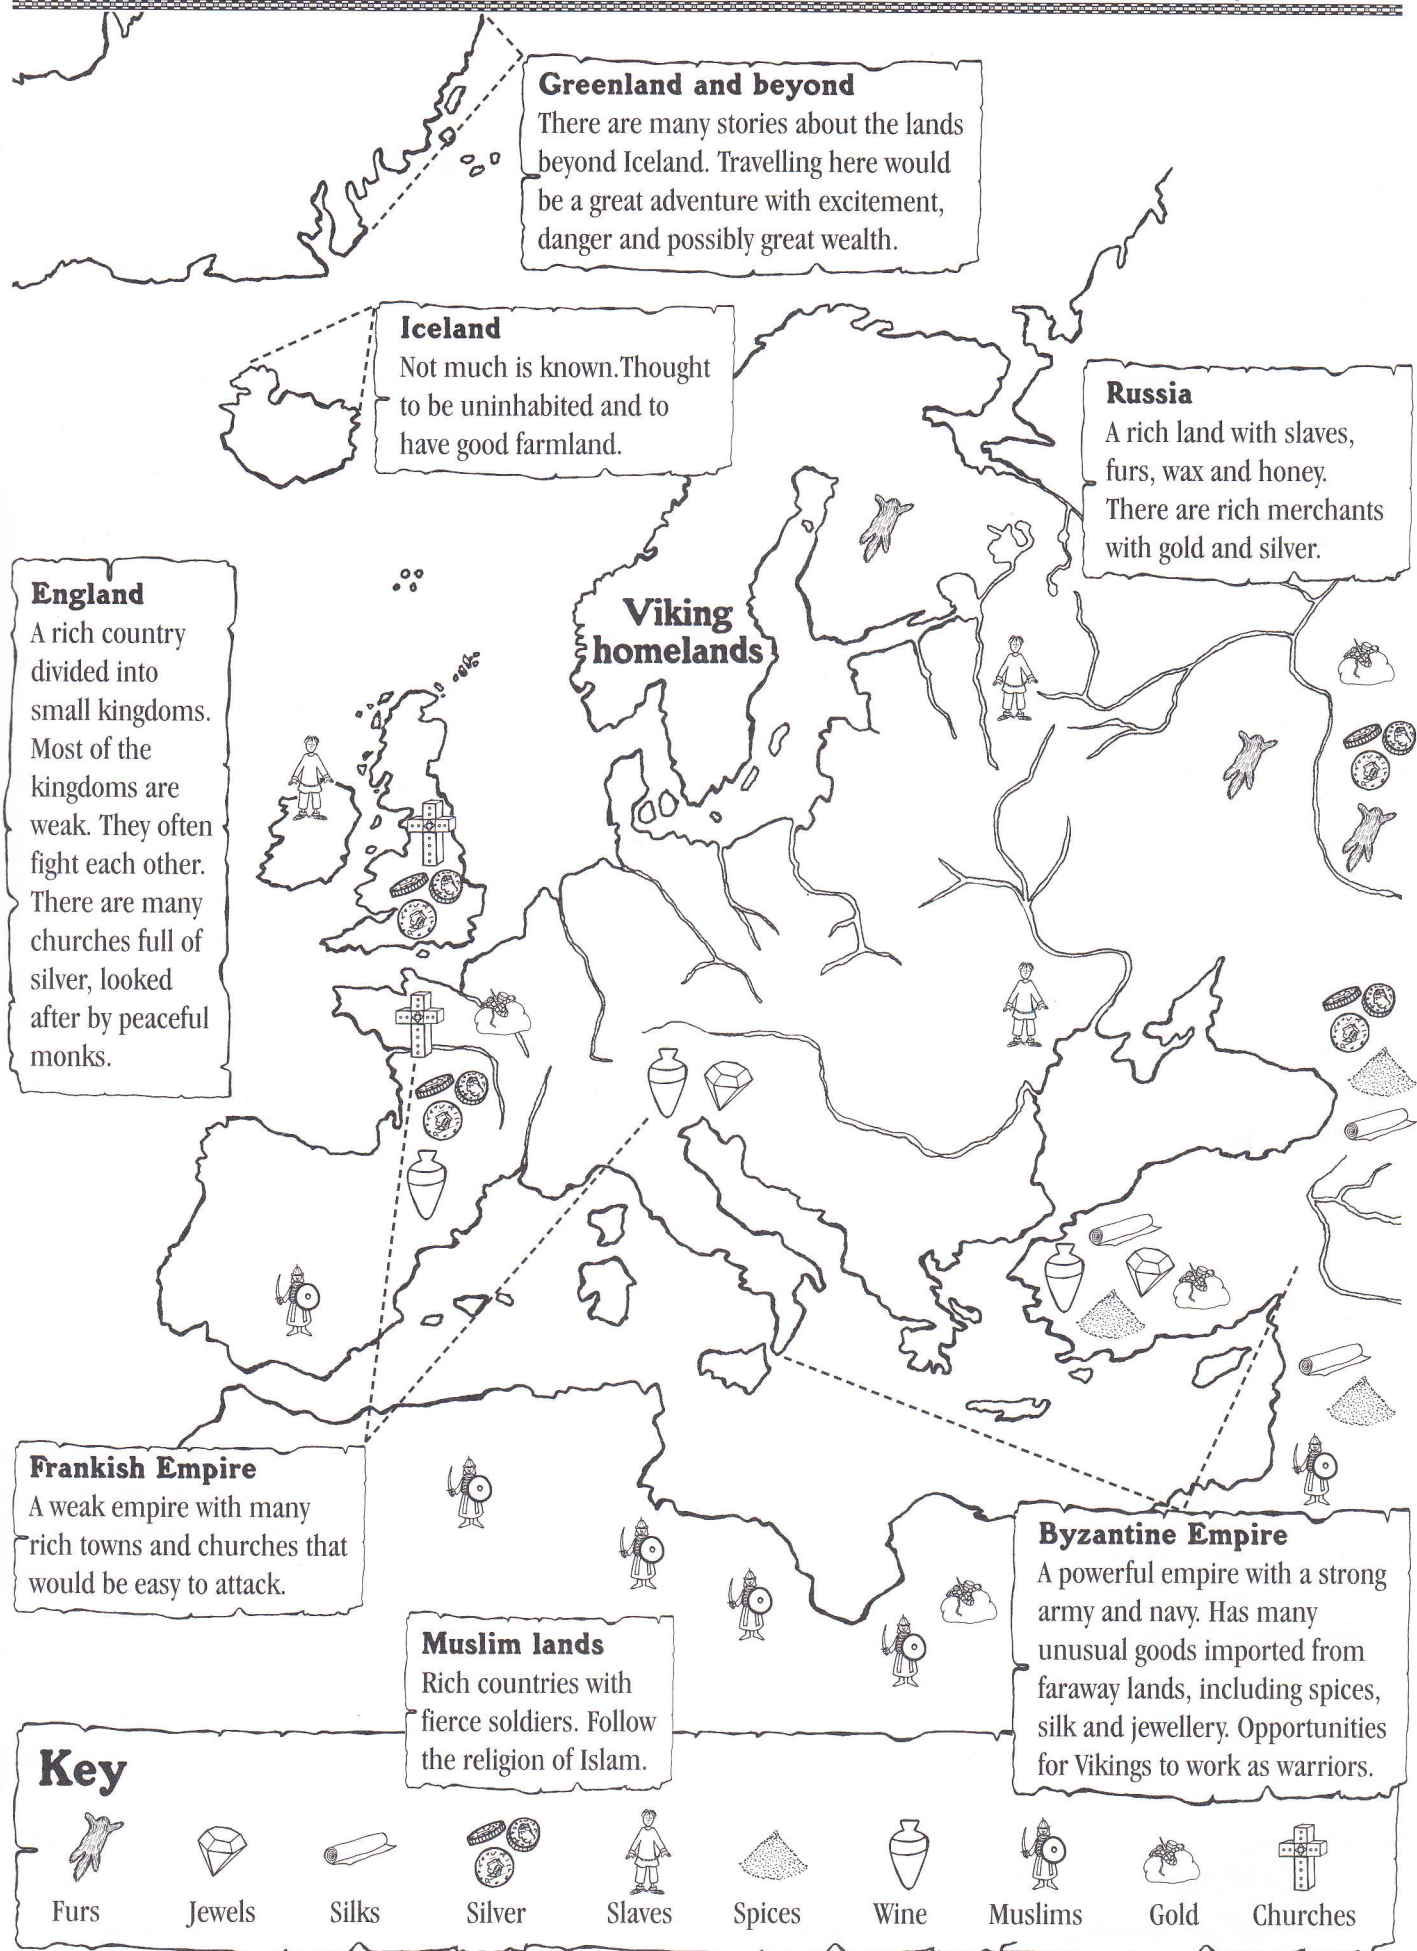 Greenland and beyond
There are many stories about the lands
beyond Iceland. Travelling here would
be a great adventure with excitement,
danger and possibly great wealth.
Iceland
Not much is known.Thought
to be uninhabited and to
have good farmland.
Russia
A rich land with slaves,
furs, wax and honey.
There are rich merchants
with gold and silver.
England
A rich country
divided into
small kingdoms.
Most of the
kingdoms are
weak. They often
fight each other.
There are many
churches full of
silver, looked
after by peaceful
monks.
Viking
homelands
Frankish Empire
A weak empire with many
rich towns and churches that
would be easy to attack.
Muslim lands
Rich countries with
fierce soldiers. Follow
the religion of Islam.
Byzantine Empire
A powerful empire with a strong
army and navy. Has many
unusual goods imported from
faraway lands, including spices,
silk and jewellery. Opportunities
for Vikings to work as warriors.
Key
Furs
Jewels
Silks
Silver
Slaves
Spices
Wine
Muslims
Gold
Churches